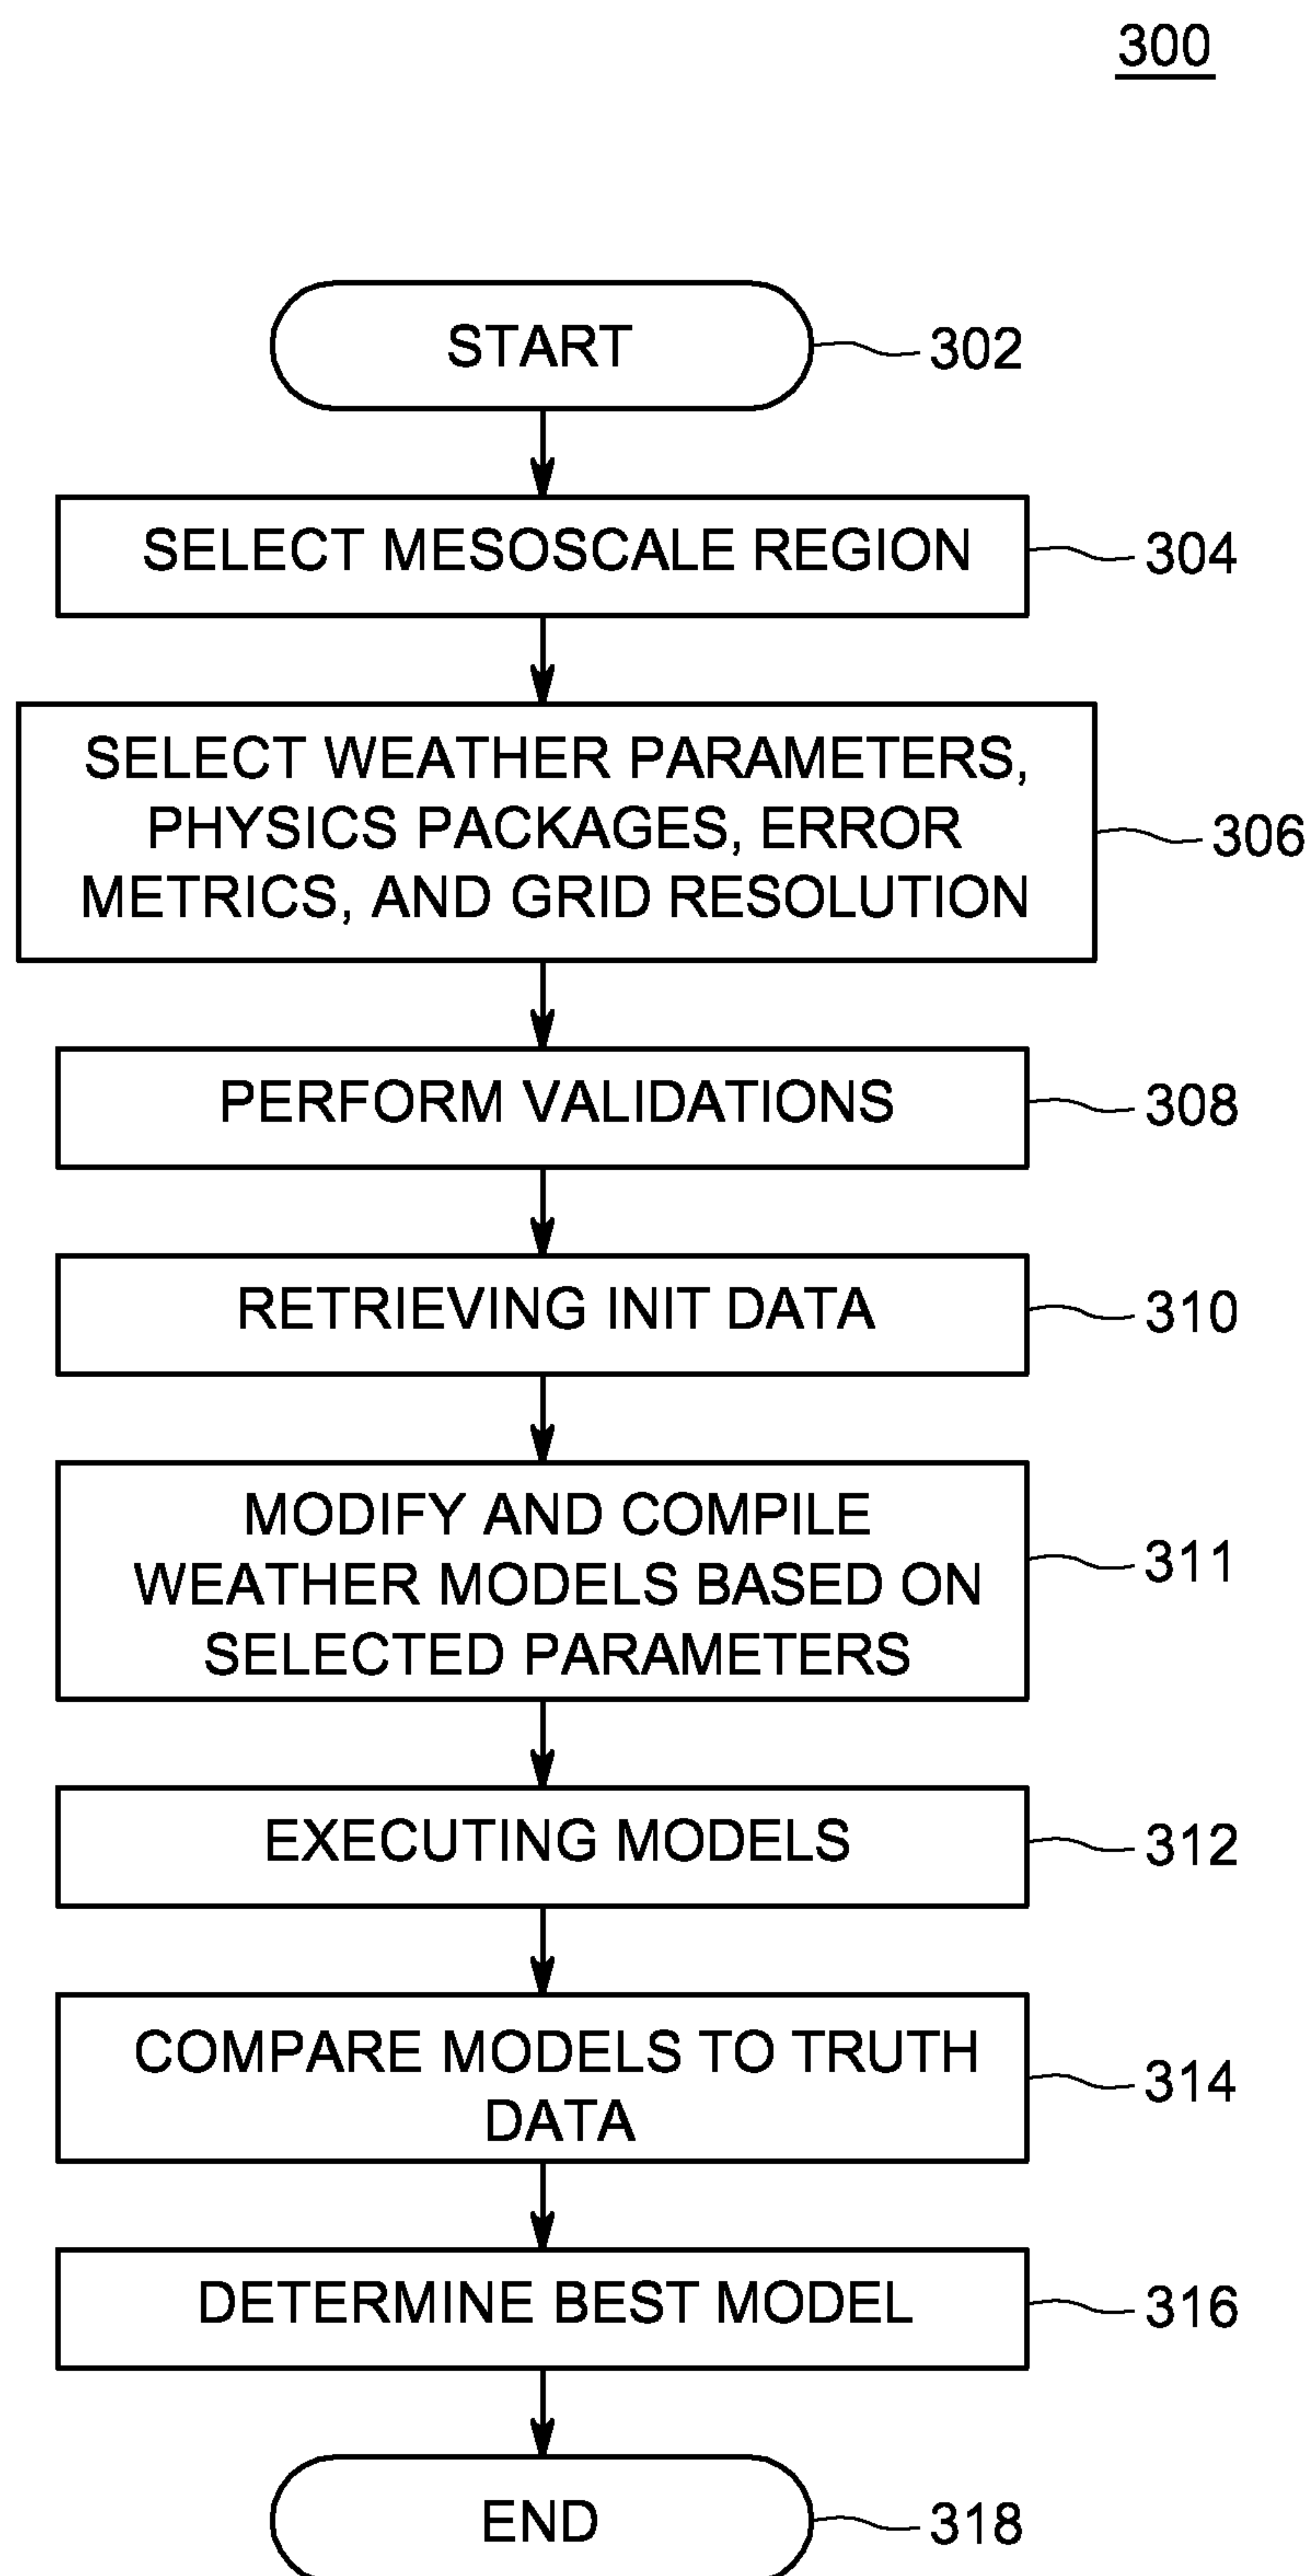 300
START
302
SELECT MESOSCALE REGION
304
SELECT WEATHER PARAMETERS,
PHYSICS PACKAGES, ERROR
METRICS, AND GRID RESOLUTION
306
PERFORM VALIDATIONS
308
RETRIEVING INIT DATA
310
MODIFY AND COMPILE
WEATHER MODELS BASED ON
SELECTED PARAMETERS
311
EXECUTING MODELS
312
COMPARE MODELS TO TRUTH
DATA
314
DETERMINE BEST MODEL
316
END
318